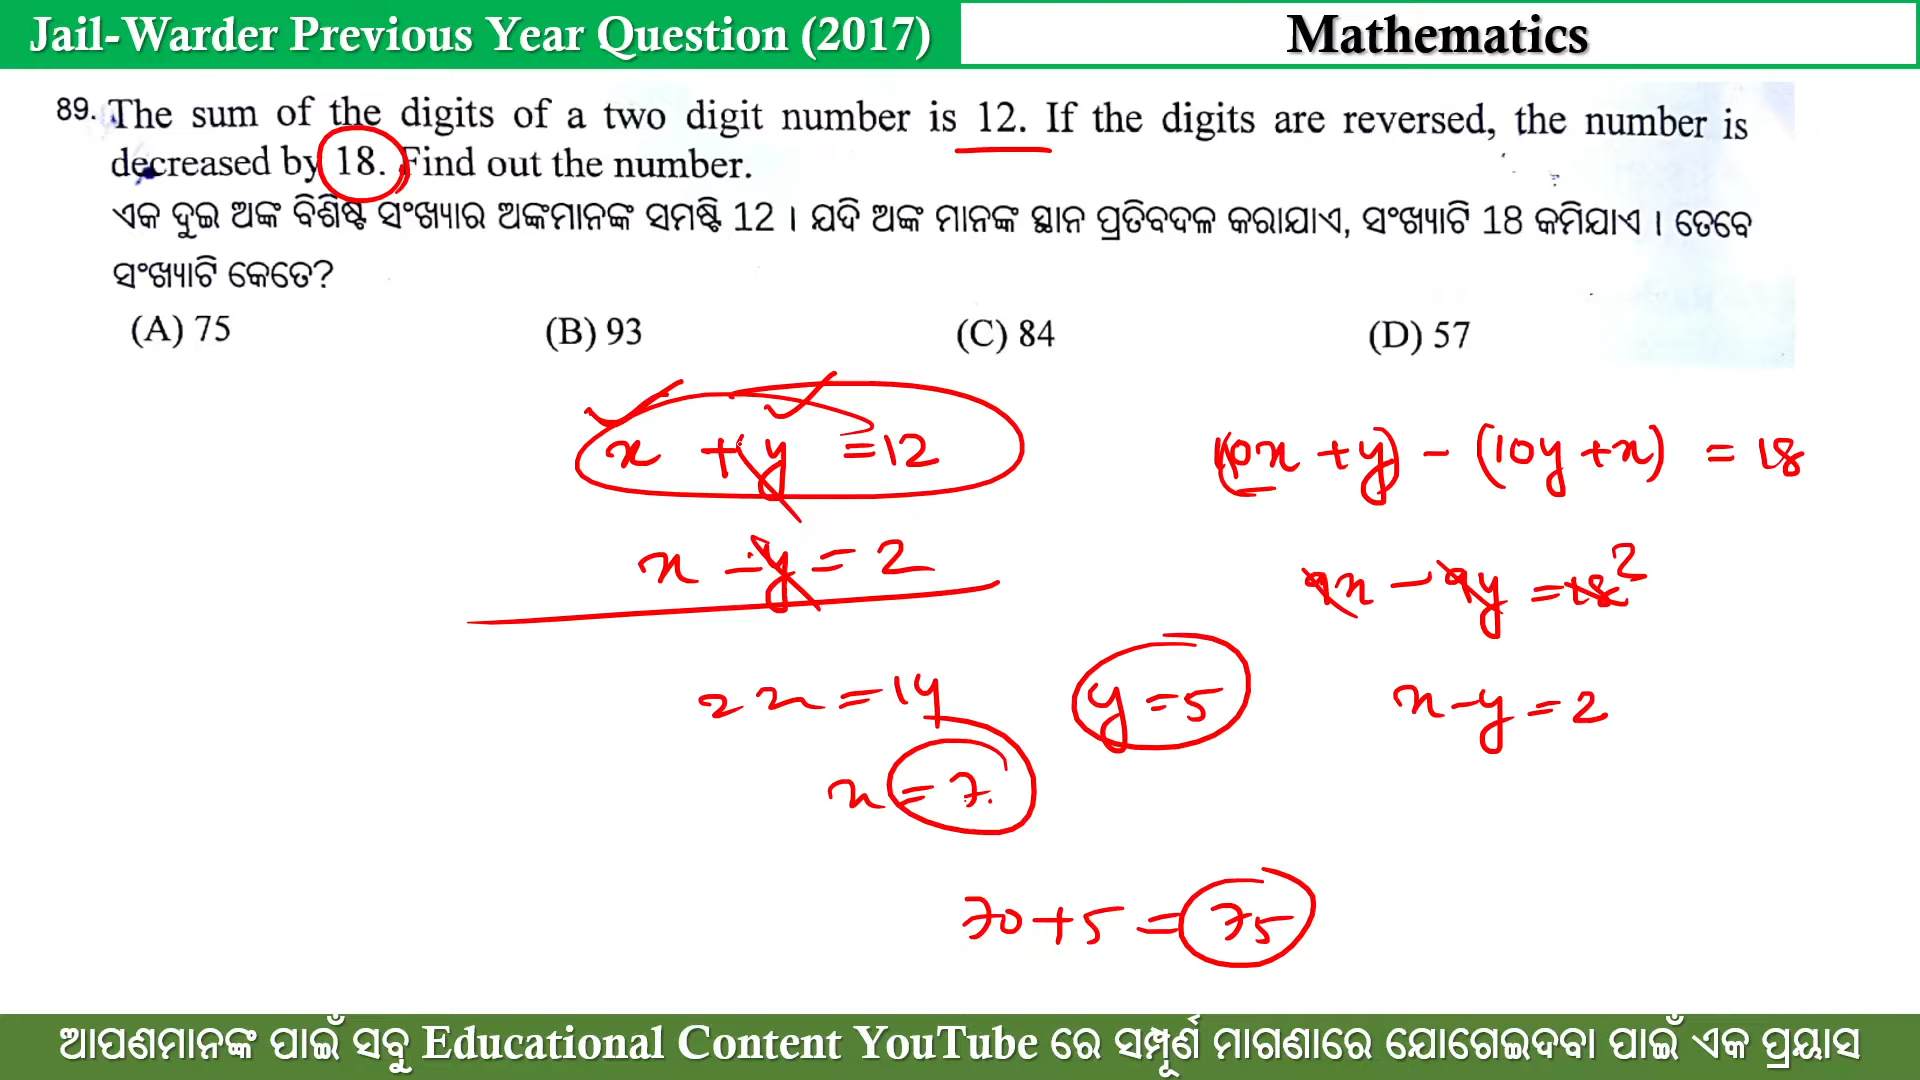 Jail-Warder Previous Year Question (2017)
Mathematics
89. The sum of the digits of a two digit number is 12. If the digits are reversed, the number is
decreased by 18. Find out the number.
ଏକ ଦୁଇ ଅଙ୍କ ବିଶିଷ୍ଟ ସଂଖ୍ୟାର ଅଙ୍କମାନଙ୍କ ସମଷ୍ଟି 12 । ଯଦି ଅଙ୍କ ମାନଙ୍କ ସ୍ଥାନ ପ୍ରତିବଦଳ କରାଯାଏ, ସଂଖ୍ୟାଟି 18 କମିଯାଏ । ତେବେ
ସଂଖ୍ୟାଟି କେତେ?
(A) 75 (B) 93 (C) 84 (D) 57
x + y = 12
(10x + y) - (10y + x) = 18
x - y = 2
9x - 9y = 18 2
2x = 14
y = 5
x - y = 2
x = 7
70 + 5 = 75
ଆପଣମାନଙ୍କ ପାଇଁ ସବୁ Educational Content YouTube ରେ ସମ୍ପୂର୍ଣ ମାଗଣାରେ ଯୋଗେଇଦବା ପାଇଁ ଏକ ପ୍ରୟାସ